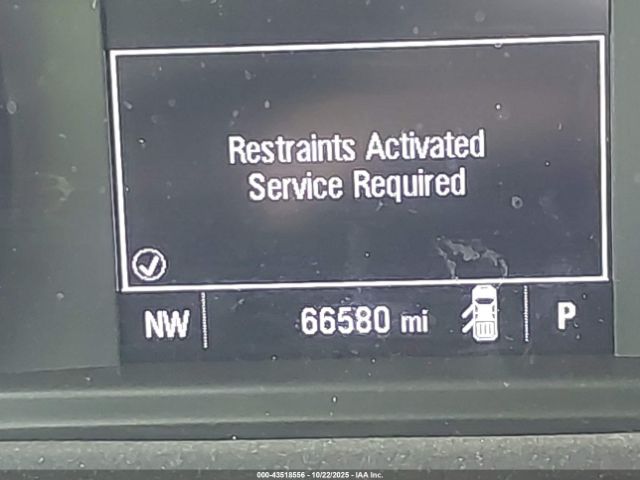 Restraints Activated
Service Required
NW
66580 mi
P
000-43518556 - 10/22/2025 - IAA Inc.